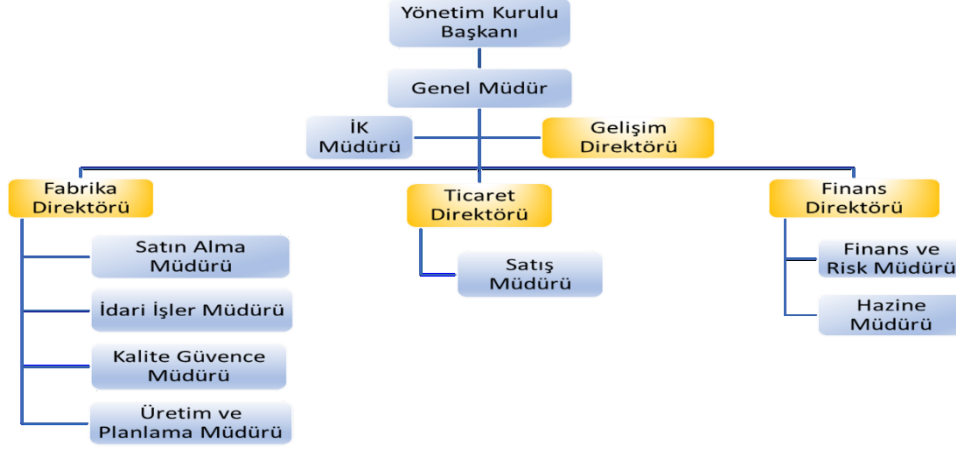 Yönetim Kurulu
Başkanı
Genel Müdür
İK
Müdürü
Gelişim
Direktörü
Fabrika
Direktörü
Ticaret
Direktörü
Finans
Direktörü
Satın Alma
Müdürü
İdari İşler Müdürü
Kalite Güvence
Müdürü
Üretim ve
Planlama Müdürü
Satış
Müdürü
Finans ve
Risk Müdürü
Hazine
Müdürü